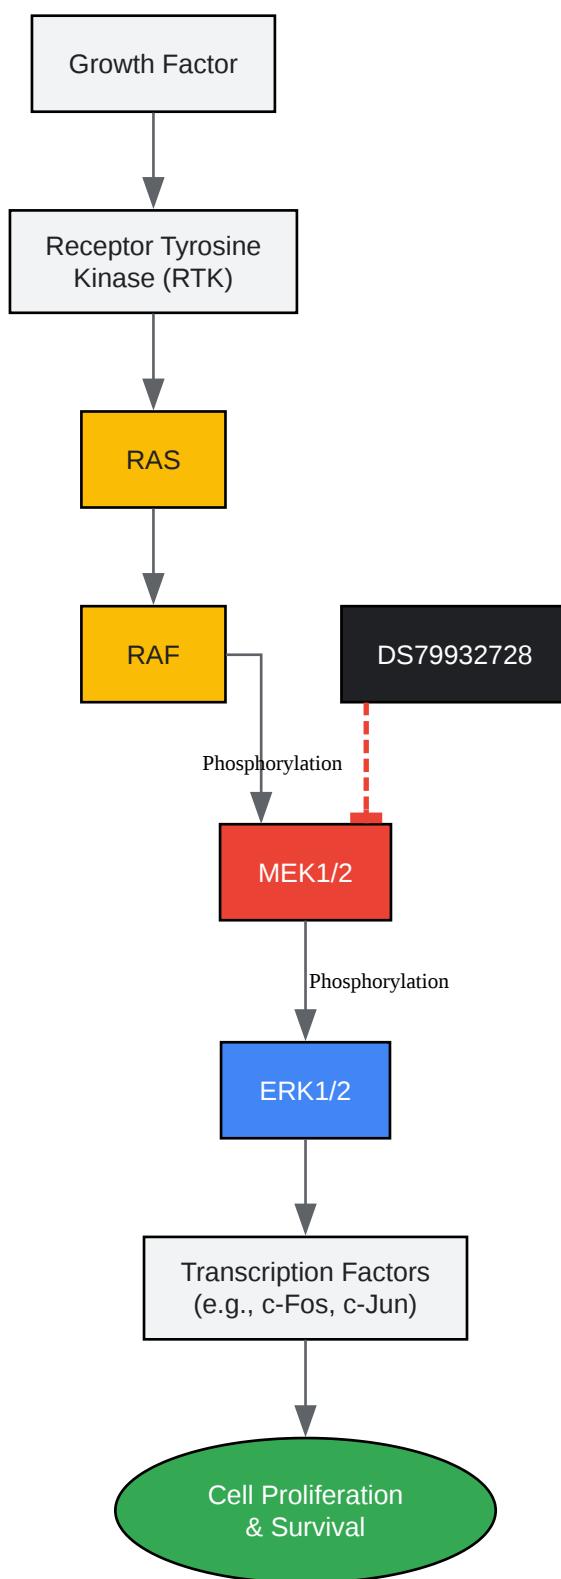 Growth Factor
Receptor Tyrosine
Kinase (RTK)
RAS
RAF
DS79932728
Phosphorylation
MEK1/2
Phosphorylation
ERK1/2
Transcription Factors
(e.g., c-Fos, c-Jun)
Cell Proliferation
& Survival